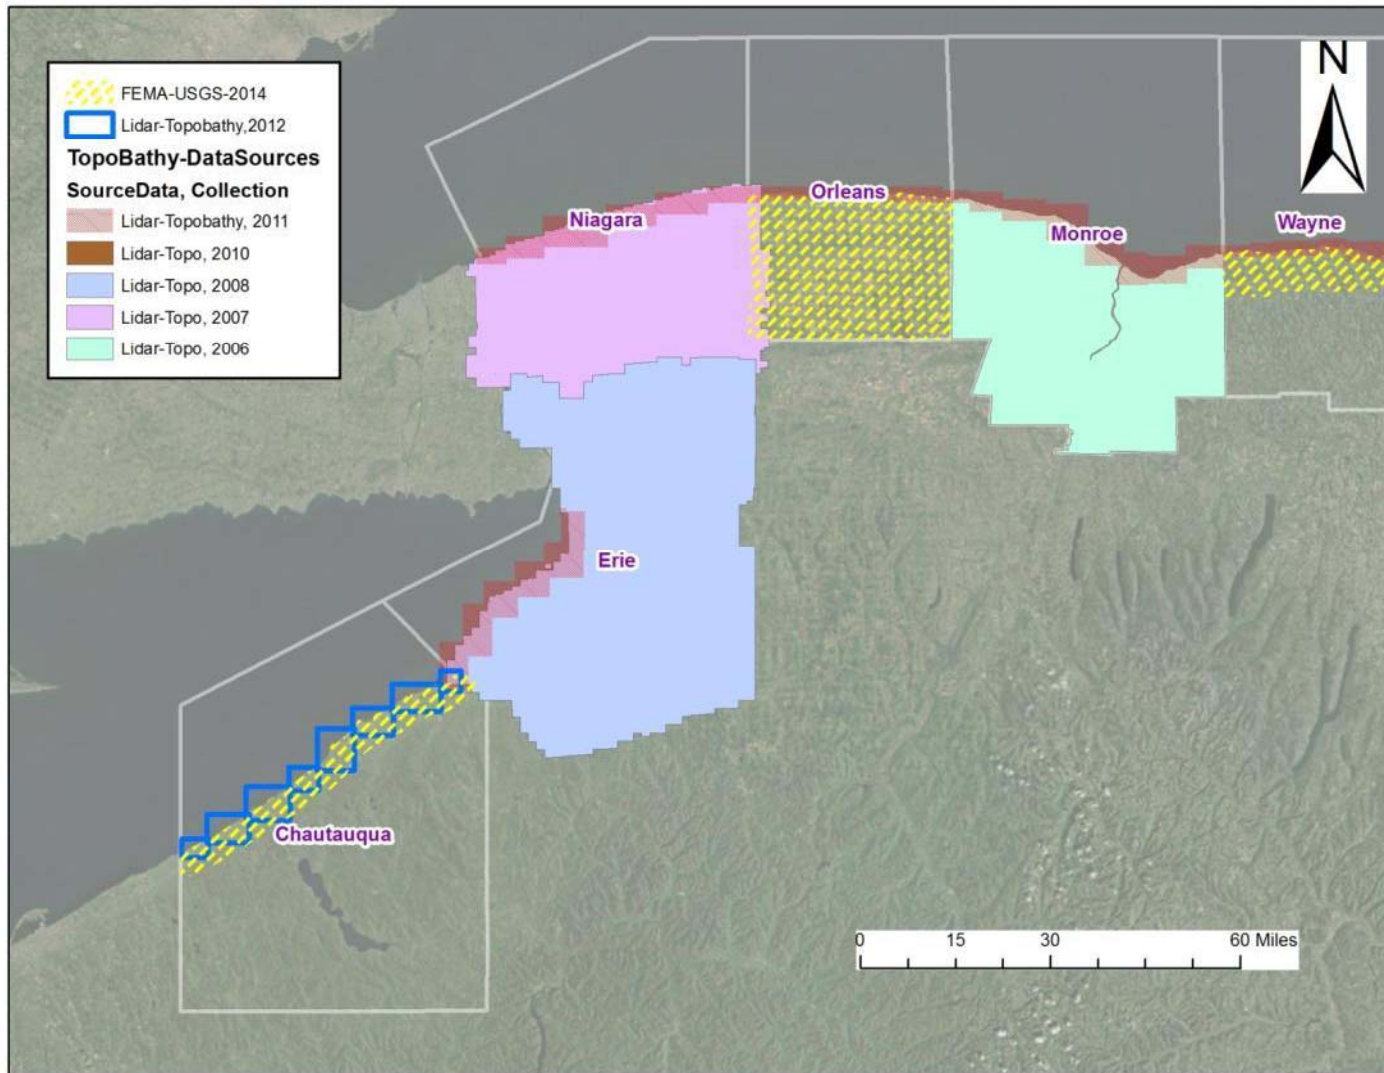 FEMA-USGS-2014
Lidar-Topobathy,2012
TopoBathy-DataSources
SourceData, Collection
Lidar-Topobathy, 2011
Lidar-Topo, 2010
Lidar-Topo, 2008
Lidar-Topo, 2007
Lidar-Topo, 2006
N
Niagara
Orleans
Monroe
Wayne
Erie
Chautauqua
0 15 30 60 Miles